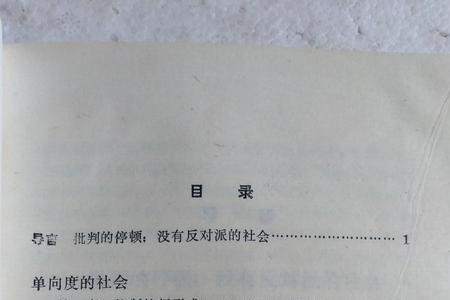 目 录
导言 批判的停顿：没有反对派的社会…………………………1
单向度的社会